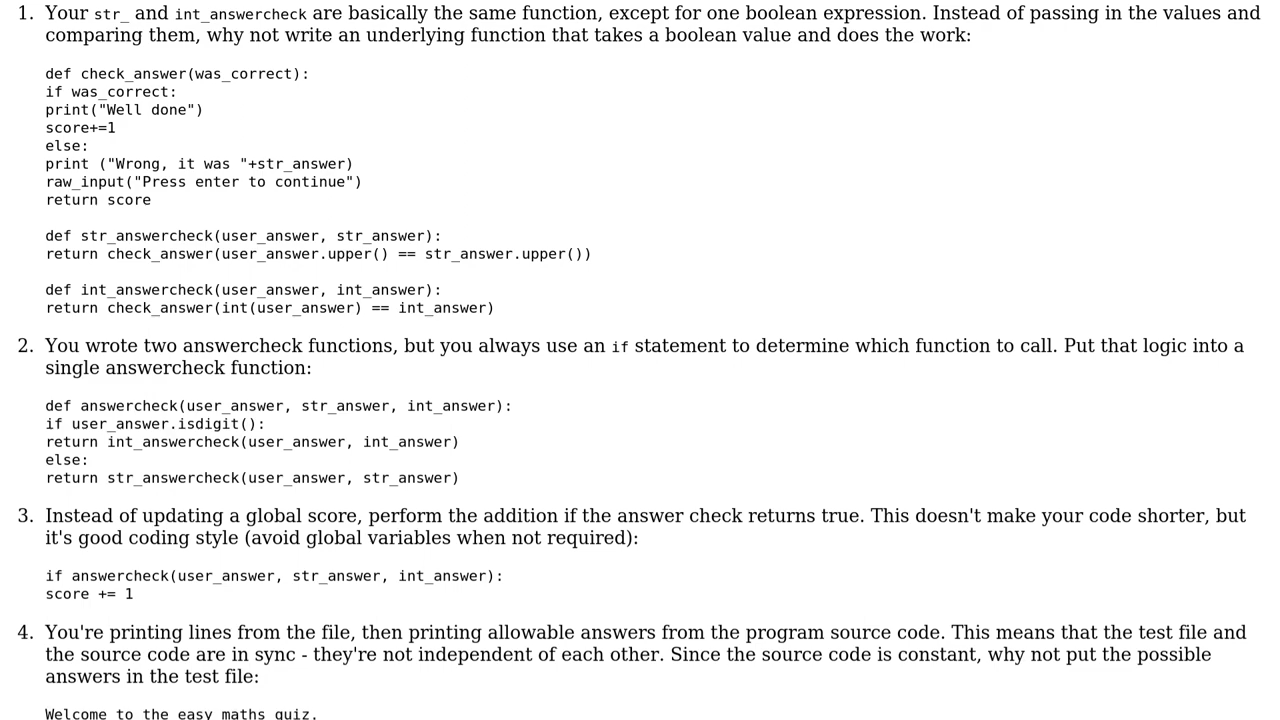 1. Your str_ and int_answercheck are basically the same function, except for one boolean expression. Instead of passing in the values and
comparing them, why not write an underlying function that takes a boolean value and does the work:
def check_answer(was_correct):
if was_correct:
print("Well done")
score+=1
else:
print ("Wrong, it was "+str_answer)
raw_input("Press enter to continue")
return score
def str_answercheck(user_answer, str_answer):
return check_answer(user_answer.upper() == str_answer.upper())
def int_answercheck(user_answer, int_answer):
return check_answer(int(user_answer) == int_answer)
2. You wrote two answercheck functions, but you always use an if statement to determine which function to call. Put that logic into a
single answercheck function:
def answercheck(user_answer, str_answer, int_answer):
if user_answer.isdigit():
return int_answercheck(user_answer, int_answer)
else:
return str_answercheck(user_answer, str_answer)
3. Instead of updating a global score, perform the addition if the answer check returns true. This doesn't make your code shorter, but
it's good coding style (avoid global variables when not required):
if answercheck(user_answer, str_answer, int_answer):
score += 1
4. You're printing lines from the file, then printing allowable answers from the program source code. This means that the test file and
the source code are in sync - they're not independent of each other. Since the source code is constant, why not put the possible
answers in the test file:
Welcome to the easy maths quiz.